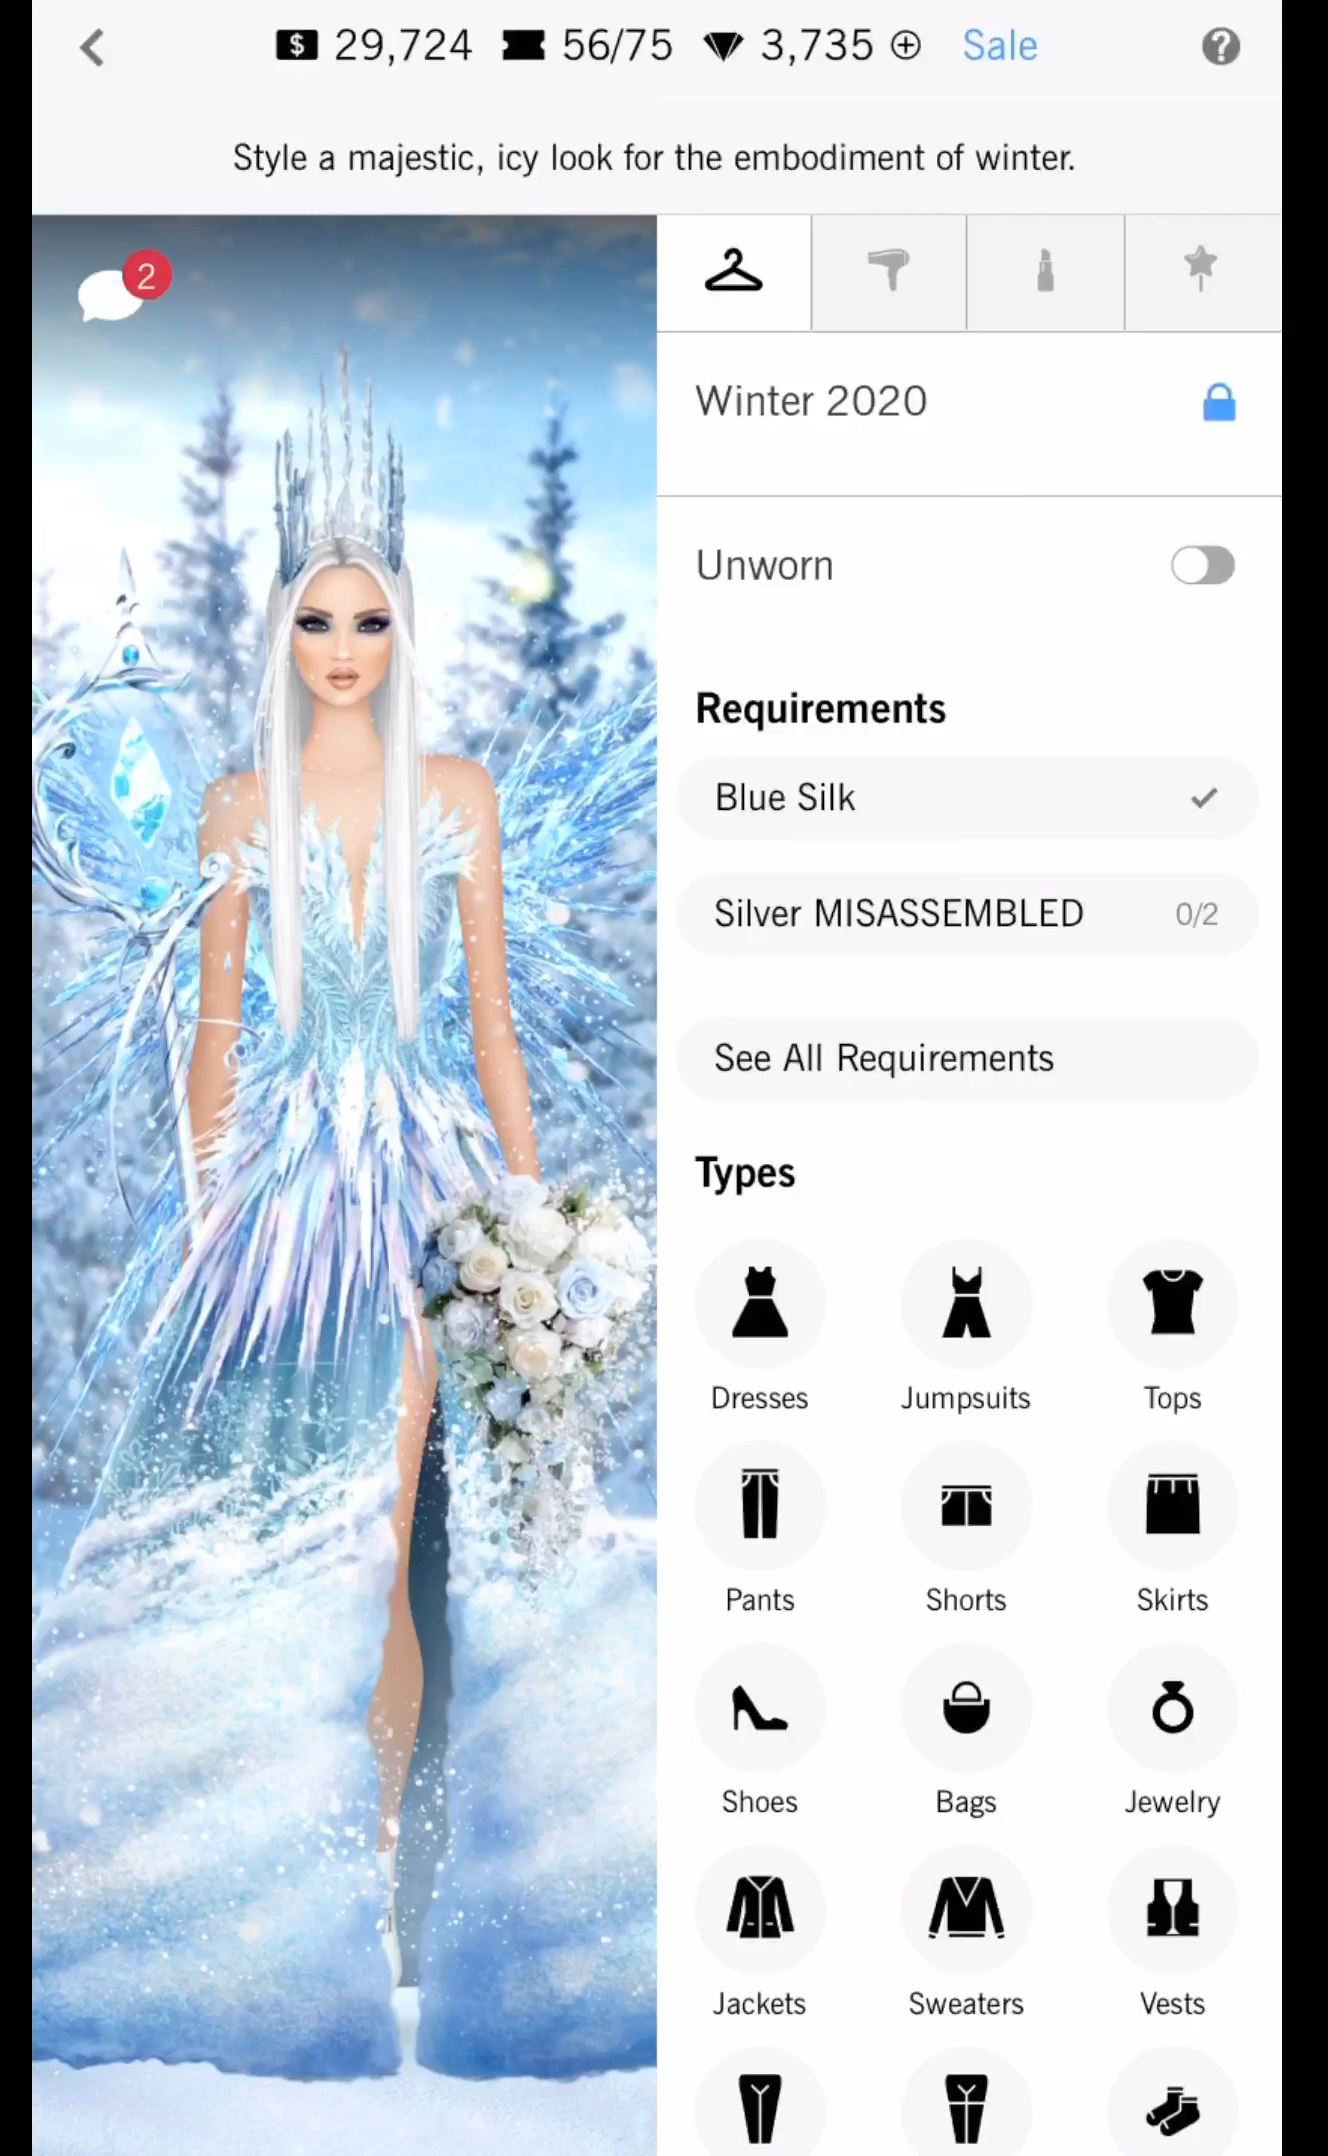 $ 29,724 56/75 3,735 Sale ?
Style a majestic, icy look for the embodiment of winter.
2
Winter 2020
Unworn
Requirements
Blue Silk
Silver MISASSEMBLED 0/2
See All Requirements
Types
Dresses Jumpsuits Tops
Pants Shorts Skirts
Shoes Bags Jewelry
Jackets Sweaters Vests